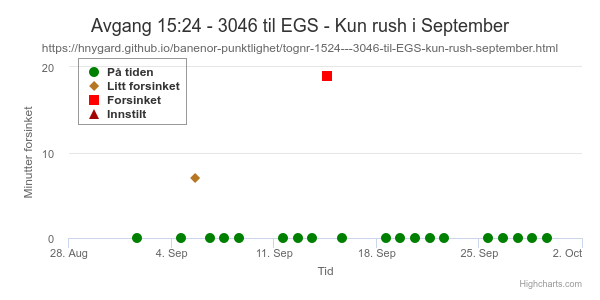 Avgang 15:24 - 3046 til EGS - Kun rush i September
https://hnygard.github.io/banenor-punktlighet/tognr-1524---3046-til-EGS-kun-rush-september.html
På tiden
Litt forsinket
Forsinket
Innstilt
Minutter forsinket
20
10
0
28. Aug 4. Sep 11. Sep 18. Sep 25. Sep 2. Oct
Tid
Highcharts.com